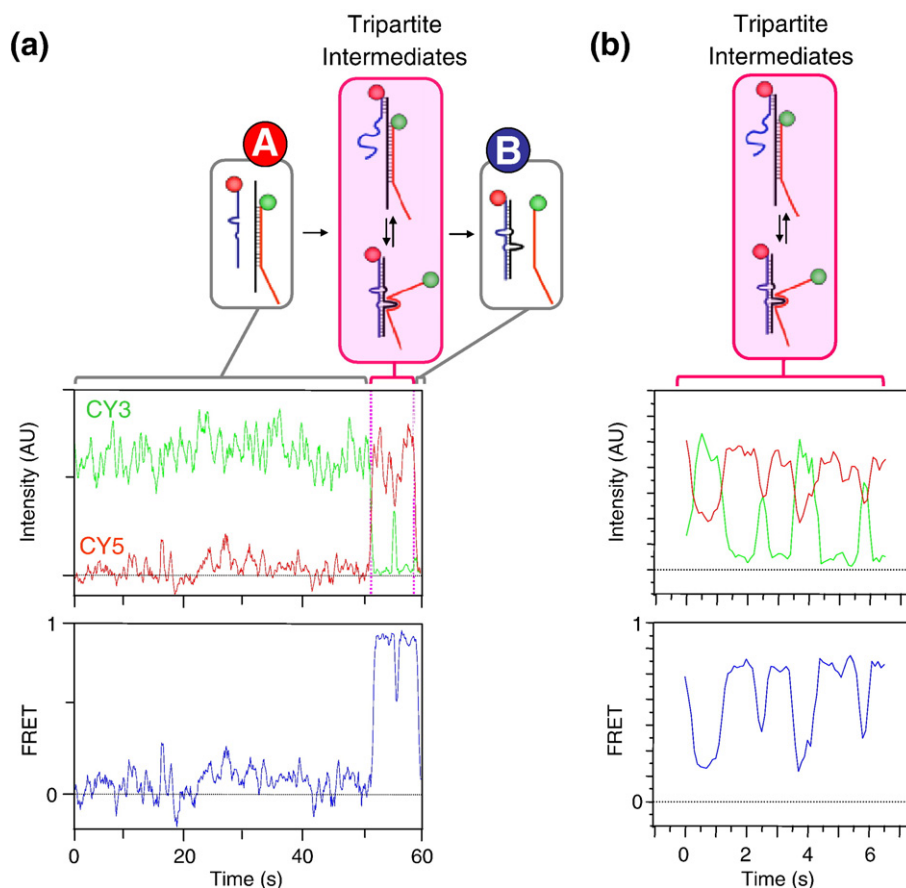 (a)
Tripartite
Intermediates
A
B
Intensity (AU)
CY3
CY5
1
FRET
0
0 20 40 60
Time (s)
(b)
Tripartite
Intermediates
Intensity (AU)
1
FRET
0
0 2 4 6
Time (s)